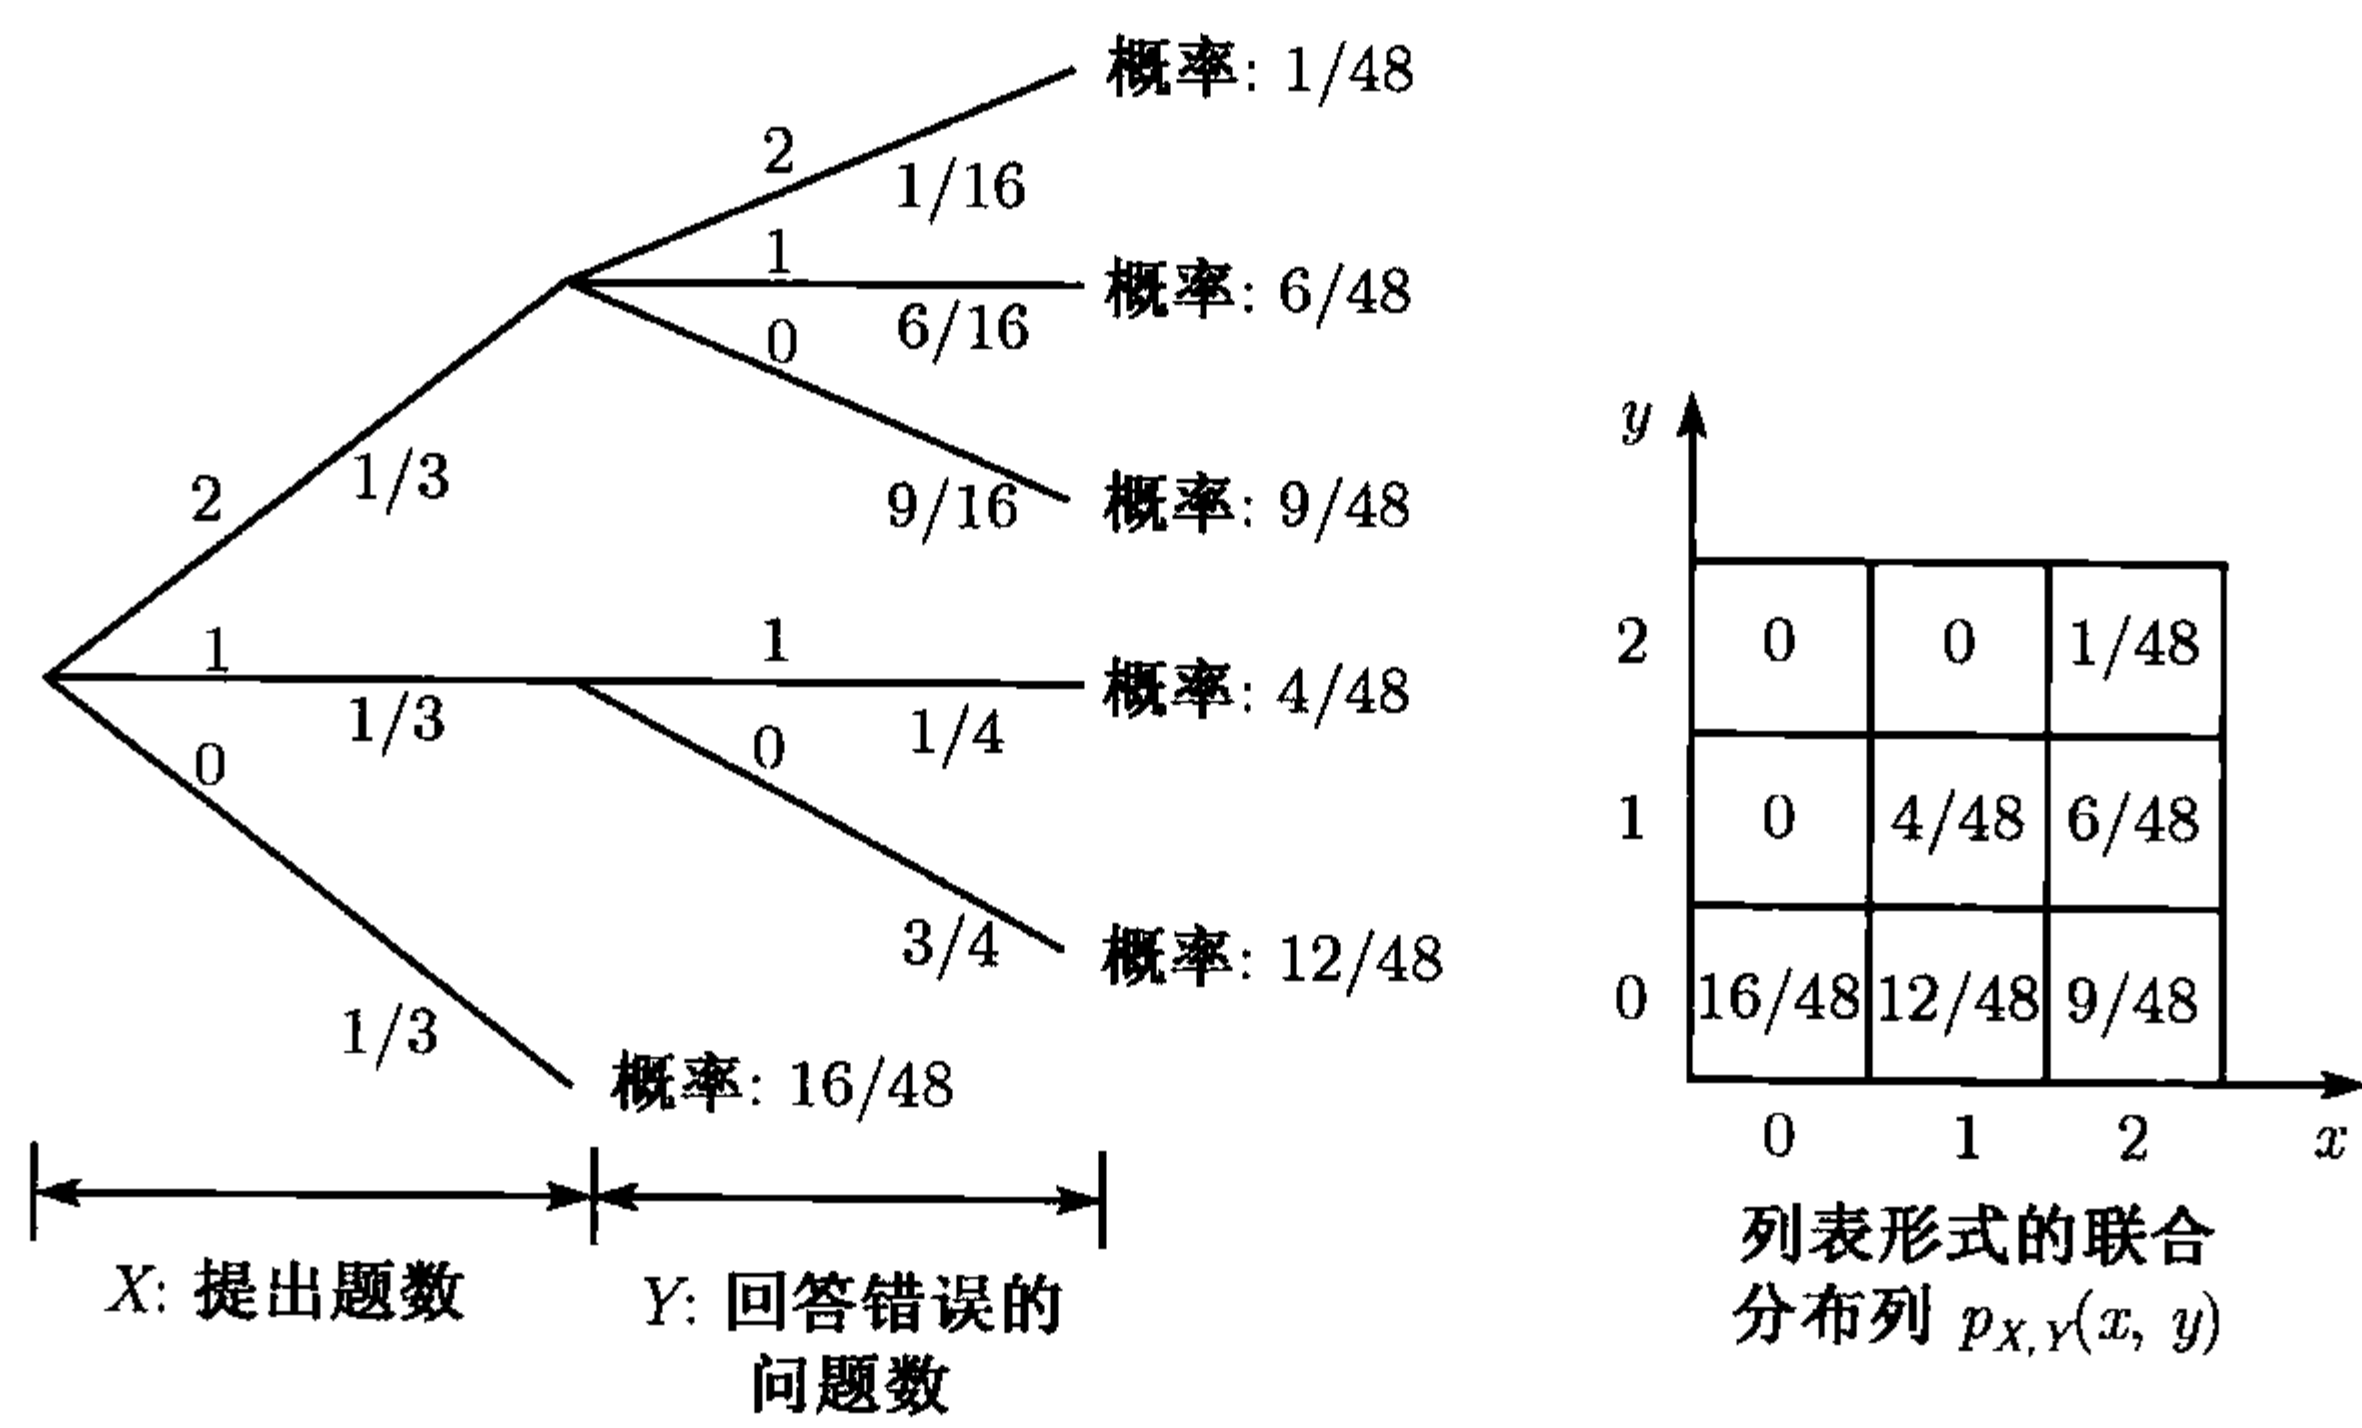 概率: 1/48
2
1/16
1
概率: 6/48
6/16
0
2
1/3
9/16
概率: 9/48
1
1
概率: 4/48
1/3
1/4
0
0
3/4
概率: 12/48
1/3
概率: 16/48
X: 提出题数
Y: 回答错误的
问题数
y
2
0
0
1/48
1
0
4/48
6/48
0
16/48
12/48
9/48
0
1
2
x
列表形式的联合
分布列 pX,Y(x, y)